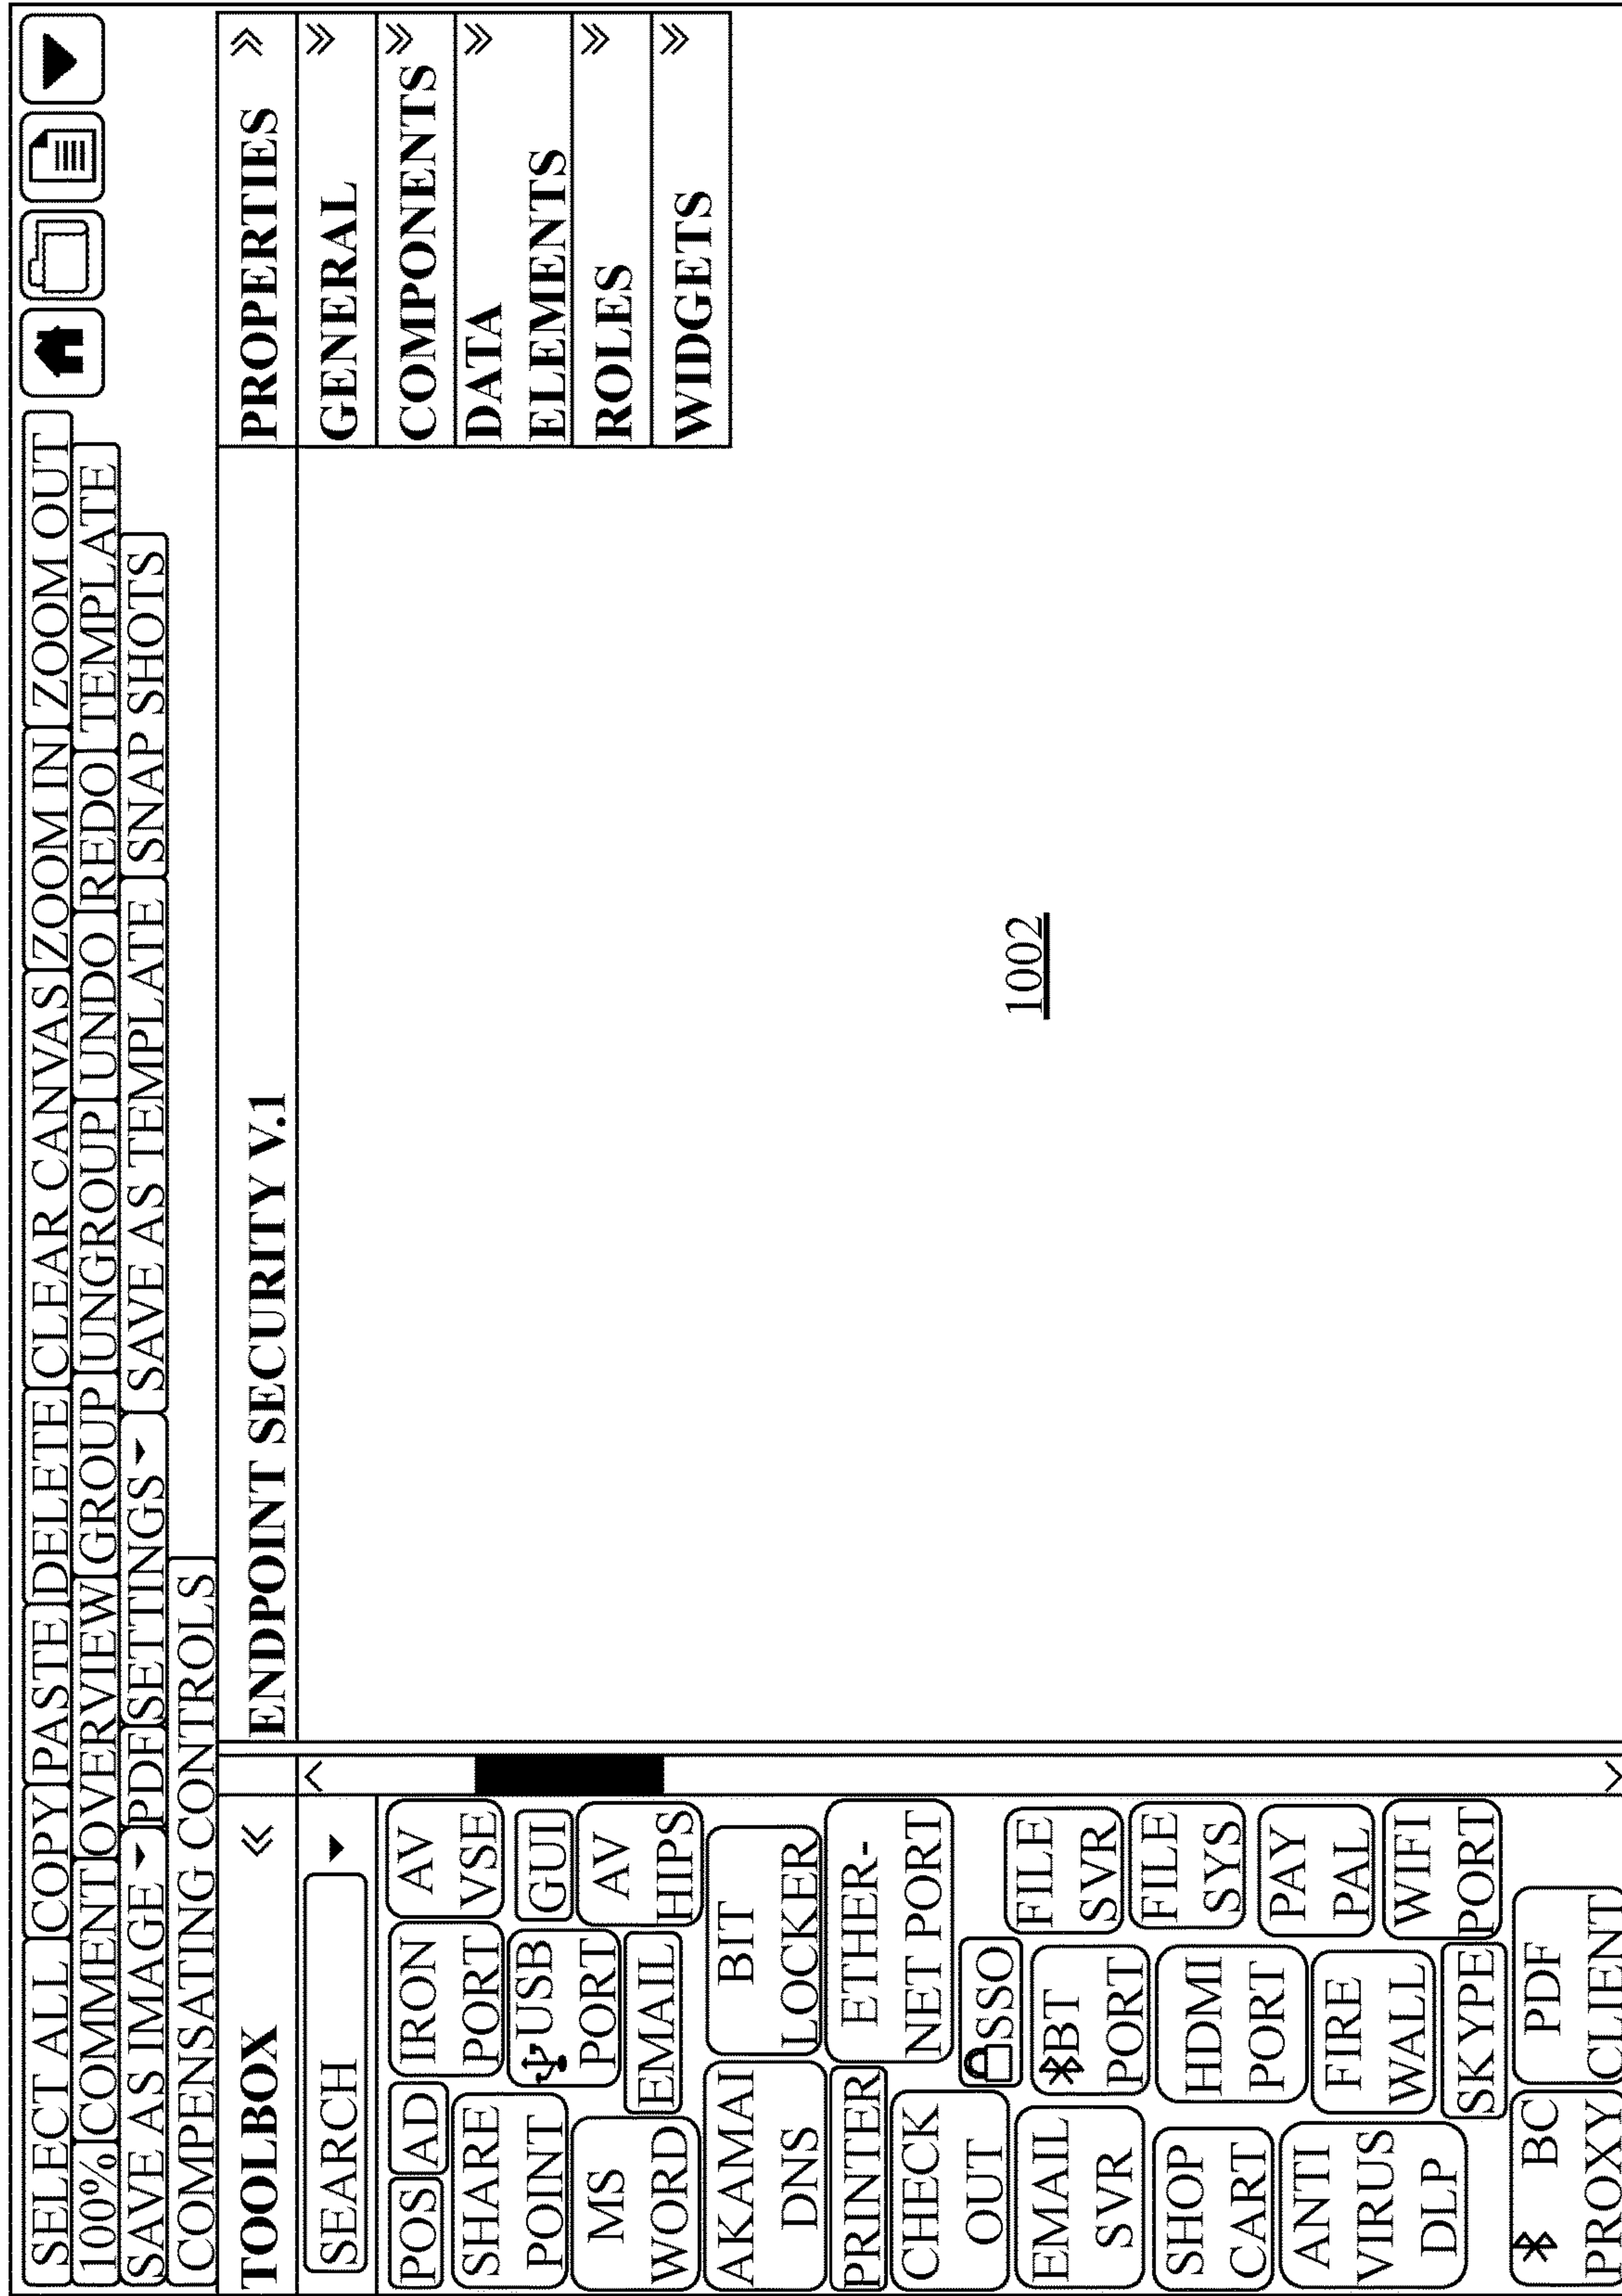 SELECT ALL COPY PASTE DELETE CLEAR CANVAS ZOOM IN ZOOM OUT
100% COMMENT OVERVIEW GROUP UNGROUP UNDO REDO TEMPLATE
SAVE AS IMAGE PDF SETTINGS SAVE AS TEMPLATE SNAP SHOTS
COMPENSATING CONTROLS
TOOLBOX
ENDPOINT SECURITY V.1
PROPERTIES
GENERAL
COMPONENTS
DATA
ELEMENTS
ROLES
WIDGETS
SEARCH
POS
AD
IRON
PORT
AV
VSE
SHARE
POINT
USB
PORT
GUI
MS
WORD
EMAIL
AV
HIPS
AKAMAI
DNS
BIT
LOCKER
PRINTER
ETHER-
NET PORT
CHECK
OUT
SSO
EMAIL
SVR
BT
PORT
FILE
SVR
SHOP
CART
HDMI
PORT
FILE
SYS
ANTI
VIRUS
DLP
FIRE
WALL
PAY
PAL
SKYPE
WIFI
PORT
BC
PROXY
PDF
CLIENT
1002